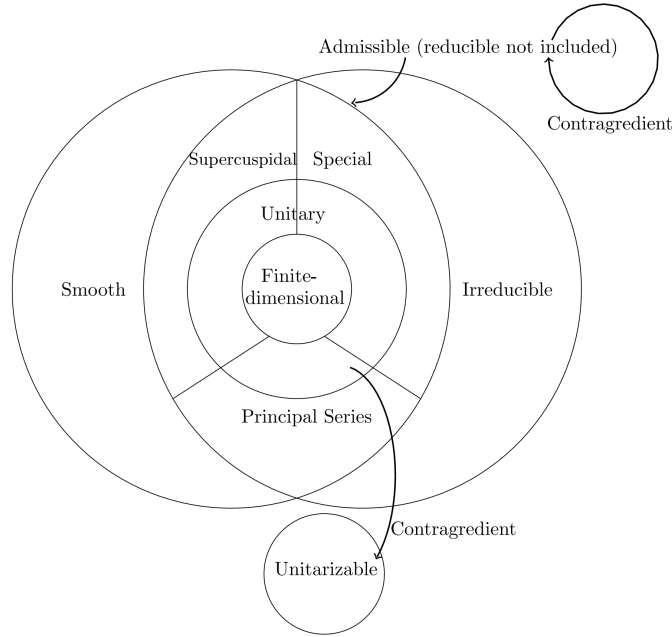 Admissible (reducible not included)
Contragredient
Supercuspidal
Special
Unitary
Smooth
Finite-
dimensional
Irreducible
Principal Series
Contragredient
Unitarizable